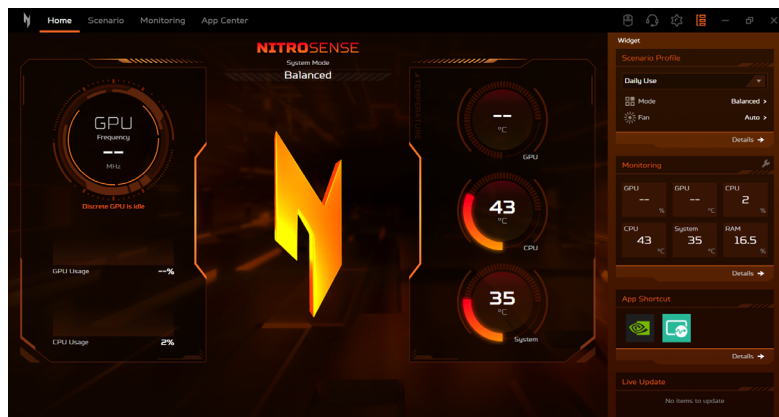 Home Scenario Monitoring App Center
NITROSENSE
System Mode
Balanced
GPU
Frequency
--
MHz
Discrete GPU is Idle
GPU Usage --%
CPU Usage 2%
TEMPERATURE
--
°C
GPU
43
°C
CPU
35
°C
System
Widget
Scenario Profile
Daily Use
Mode Balanced >
Fan Auto >
Details →
Monitoring
GPU GPU CPU
-- -- 2
% °C %
CPU System RAM
43 35 16.5
°C °C %
Details →
App Shortcut
Details →
Live Update
No items to update